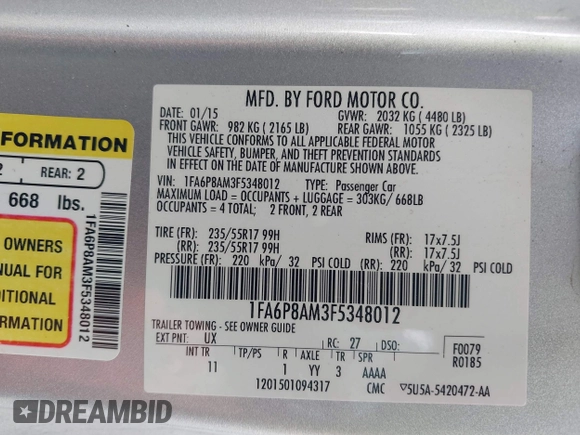 FORMATION
2 REAR: 2
668 lbs.
OWNERS
NUAL FOR
DITIONAL
ORMATION
1FA6P8AM3F5348012
MFD. BY FORD MOTOR CO.
DATE: 01/15 GVWR: 2032 KG ( 4480 LB)
FRONT GAWR: 982 KG ( 2165 LB) REAR GAWR: 1055 KG ( 2325 LB)
THIS VEHICLE CONFORMS TO ALL APPLICABLE FEDERAL MOTOR
VEHICLE SAFETY, BUMPER, AND THEFT PREVENTION STANDARDS
IN EFFECT ON THE DATE OF MANUFACTURE SHOWN ABOVE.
VIN: 1FA6P8AM3F5348012 TYPE: Passenger Car
MAXIMUM LOAD = OCCUPANTS + LUGGAGE = 303KG/ 668LB
OCCUPANTS = 4 TOTAL; 2 FRONT, 2 REAR
TIRE (FR): 235/55R17 99H RIMS (FR): 17x7.5J
(RR): 235/55R17 99H (RR): 17x7.5J
PRESSURE (FR): 220 kPa/ 32 PSI COLD (RR): 220 kPa/ 32 PSI COLD
1FA6P8AM3F5348012
TRAILER TOWING - SEE OWNER GUIDE
EXT PNT: UX RC: 27 DSO: F0079
R0185
INT TR TP/PS R AXLE TR SPR
11 1 YY 3 AAAA
1201501094317 CMC 5U5A-5420472-AA
DREAMBID